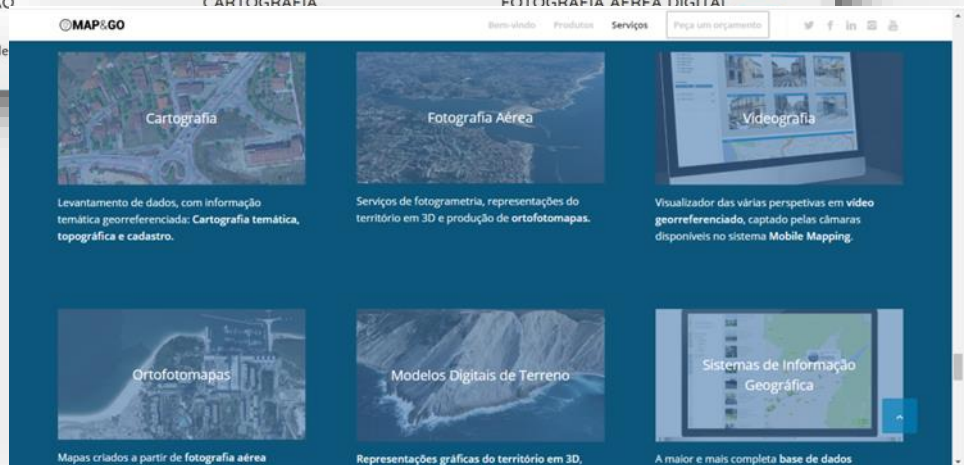 CARTOGRAFIA
FOTOGRAFIA AÉREA DIGITAL
MAP&GO
Bem-vindo Produtos Serviços Peça um orçamento
Cartografia
Fotografia Aérea
Videografia
Levantamento de dados, com informação
temática georreferenciada: Cartografia temática,
topográfica e cadastro.
Serviços de fotogrametria, representações do
território em 3D e produção de ortofotomapas.
Visualizador das várias perspetivas em vídeo
georreferenciado, captado pelas câmaras
disponíveis no sistema Mobile Mapping.
Ortofotomapas
Modelos Digitais de Terreno
Sistemas de Informação
Geográfica
Mapas criados a partir de fotografia aérea
Representações gráficas do território em 3D,
A maior e mais completa base de dados